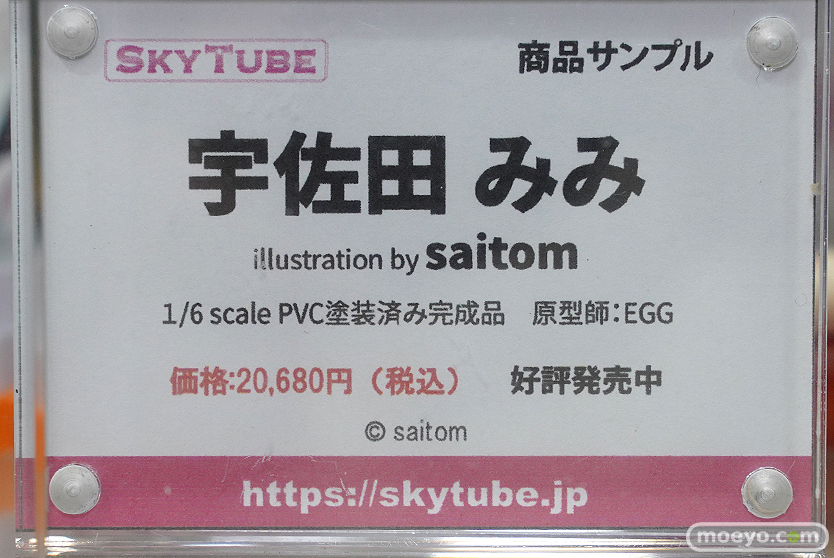 SKYTUBE 商品サンプル
宇佐田 みみ
illustration by saitom
1/6 scale PVC塗装済み完成品 原型師：EGG
価格：20,680円（税込） 好評発売中
© saitom
https://skytube.jp
moeyo.com